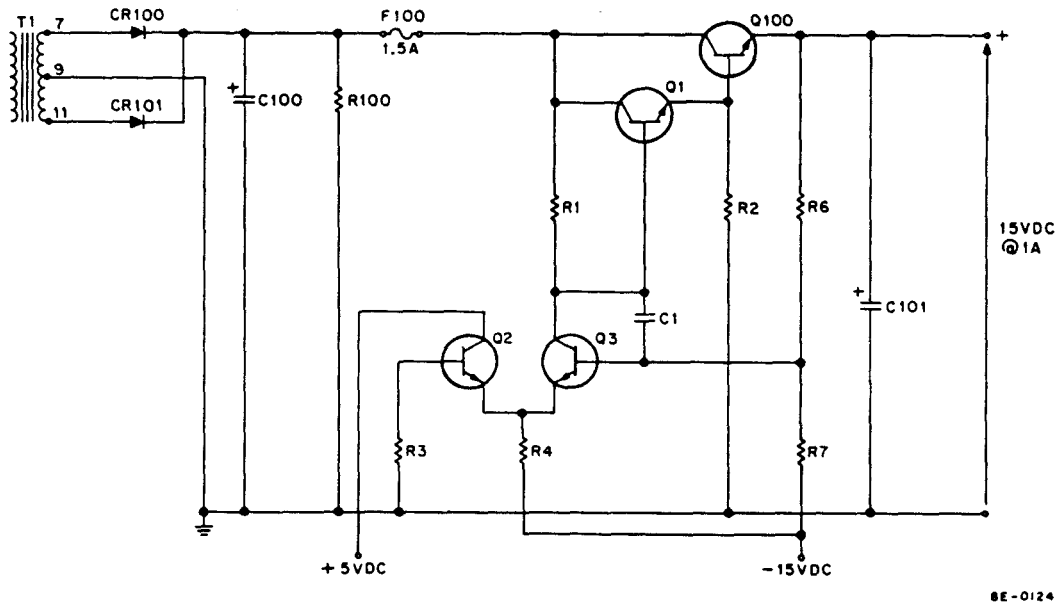 T1
7
CR100
9
CR101
11
C100
+
R100
F100
1.5A
Q100
+
Q1
R1
R2
R6
15VDC
@1A
+
C101
C1
Q2
Q3
R3
R4
R7
+5VDC
-15VDC
8E-0124